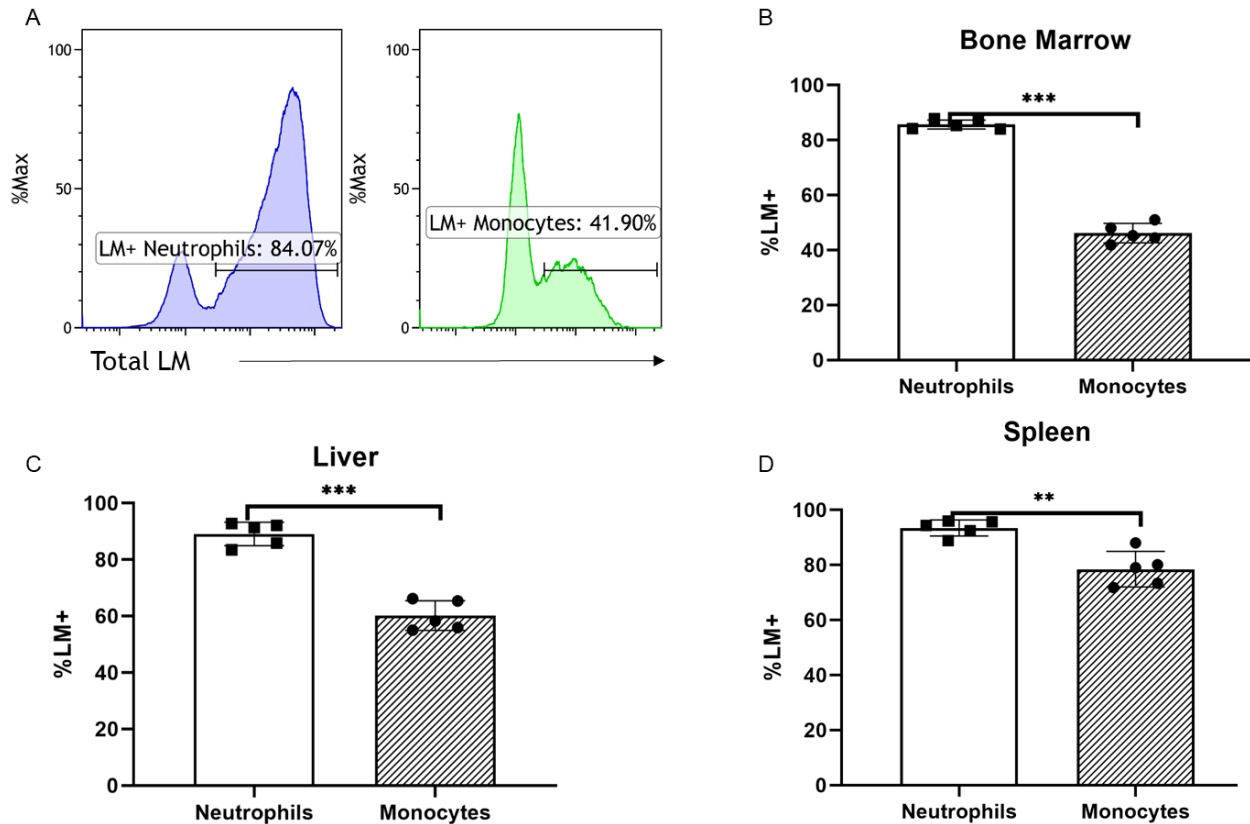 A
100
50
0
%Max
LM+ Neutrophils: 84.07%
100
50
0
%Max
LM+ Monocytes: 41.90%
Total LM
B
Bone Marrow
***
100
80
60
40
20
0
%LM+
Neutrophils
Monocytes
C
Liver
***
100
80
60
40
20
0
%LM+
Neutrophils
Monocytes
D
Spleen
**
100
80
60
40
20
0
%LM+
Neutrophils
Monocytes